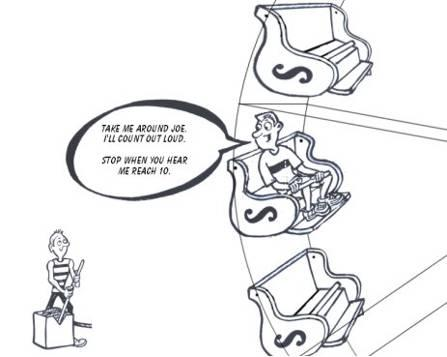 TAKE ME AROUND JOE.
I'LL COUNT OUT LOUD.
STOP WHEN YOU HEAR
ME REACH 10.
S
S
S